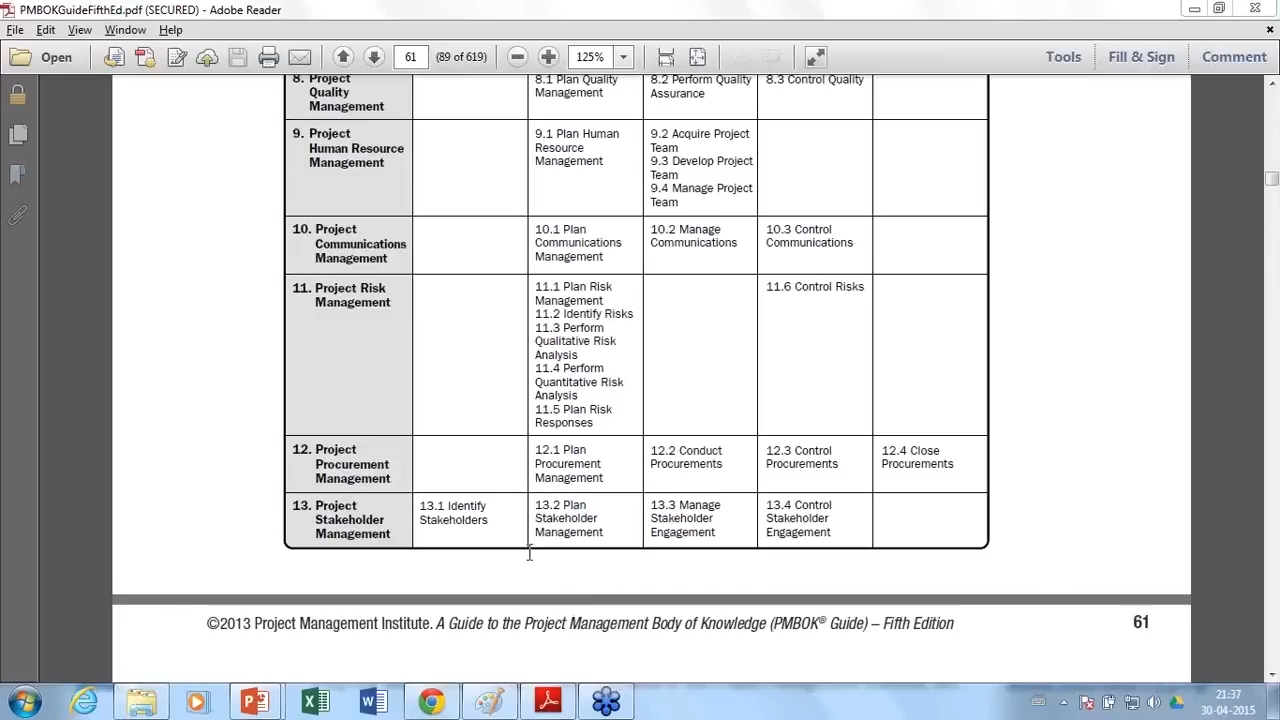 PMBOKGuideFifthEd.pdf (SECURED) - Adobe Reader
File Edit View Window Help
Open 61 (89 of 619) 125% Tools Fill & Sign Comment
8. Project
Quality
Management
8.1 Plan Quality
Management
8.2 Perform Quality
Assurance
8.3 Control Quality
9. Project
Human Resource
Management
9.1 Plan Human
Resource
Management
9.2 Acquire Project
Team
9.3 Develop Project
Team
9.4 Manage Project
Team
10. Project
Communications
Management
10.1 Plan
Communications
Management
10.2 Manage
Communications
10.3 Control
Communications
11. Project Risk
Management
11.1 Plan Risk
Management
11.2 Identify Risks
11.3 Perform
Qualitative Risk
Analysis
11.4 Perform
Quantitative Risk
Analysis
11.5 Plan Risk
Responses
11.6 Control Risks
12. Project
Procurement
Management
12.1 Plan
Procurement
Management
12.2 Conduct
Procurements
12.3 Control
Procurements
12.4 Close
Procurements
13. Project
Stakeholder
Management
13.1 Identify
Stakeholders
13.2 Plan
Stakeholder
Management
13.3 Manage
Stakeholder
Engagement
13.4 Control
Stakeholder
Engagement
©2013 Project Management Institute. A Guide to the Project Management Body of Knowledge (PMBOK® Guide) – Fifth Edition 61
21:37
30-04-2015